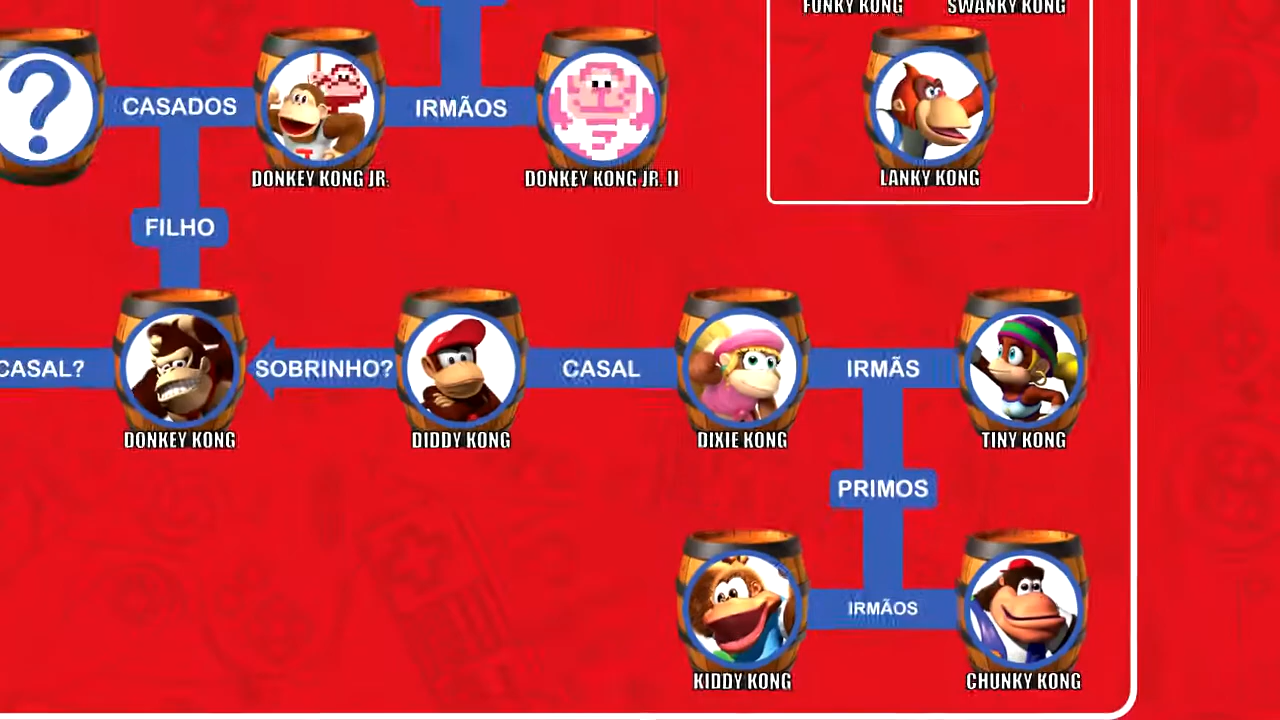 FUNKY KONG SWANKY KONG
CASADOS IRMÃOS
DONKEY KONG JR. DONKEY KONG JR. II LANKY KONG
FILHO
CASAL? SOBRINHO? CASAL IRMÃS
DONKEY KONG DIDDY KONG DIXIE KONG TINY KONG
PRIMOS
IRMÃOS
KIDDY KONG CHUNKY KONG